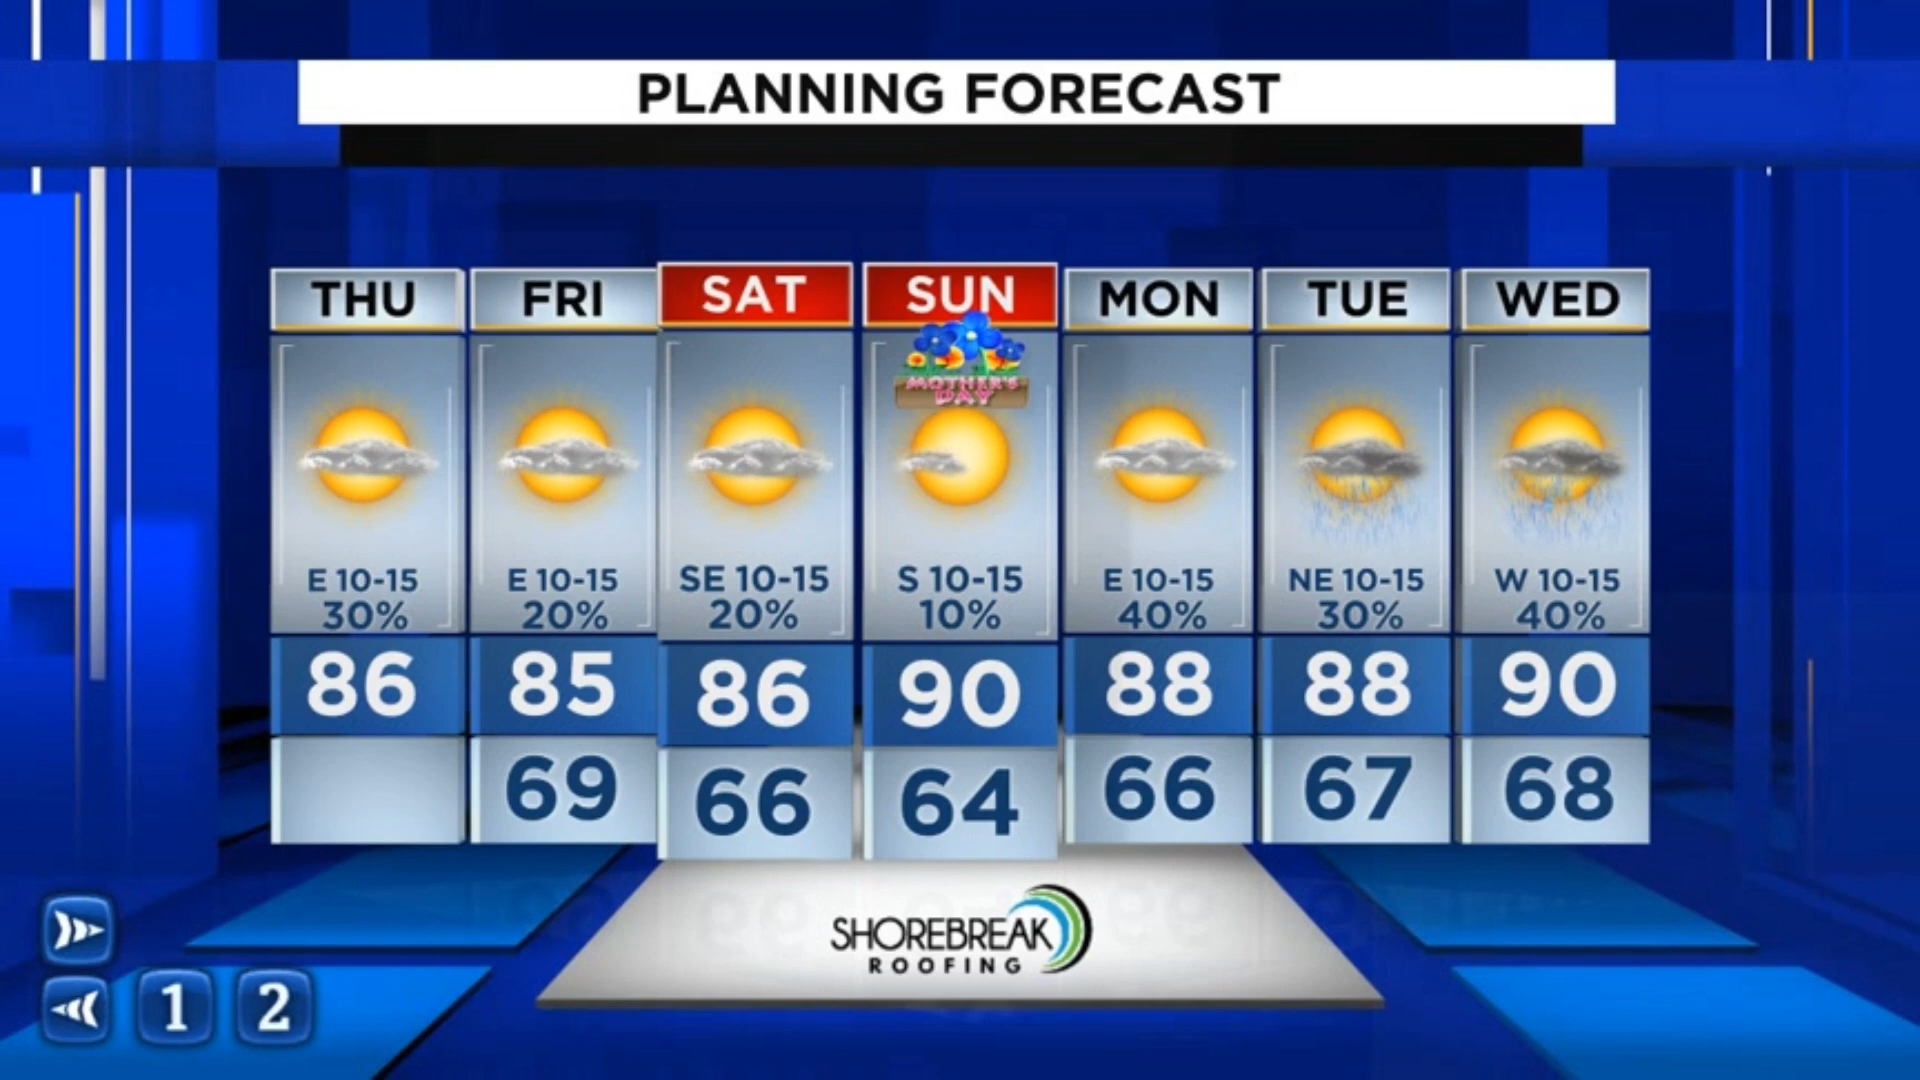 PLANNING FORECAST
THU FRI SAT SUN MON TUE WED
MOTHER'S
DAY
E 10-15 E 10-15 SE 10-15 S 10-15 E 10-15 NE 10-15 W 10-15
30% 20% 20% 10% 40% 30% 40%
86 85 86 90 88 88 90
69 66 64 66 67 68
SHOREBREAK
ROOFING
1 2